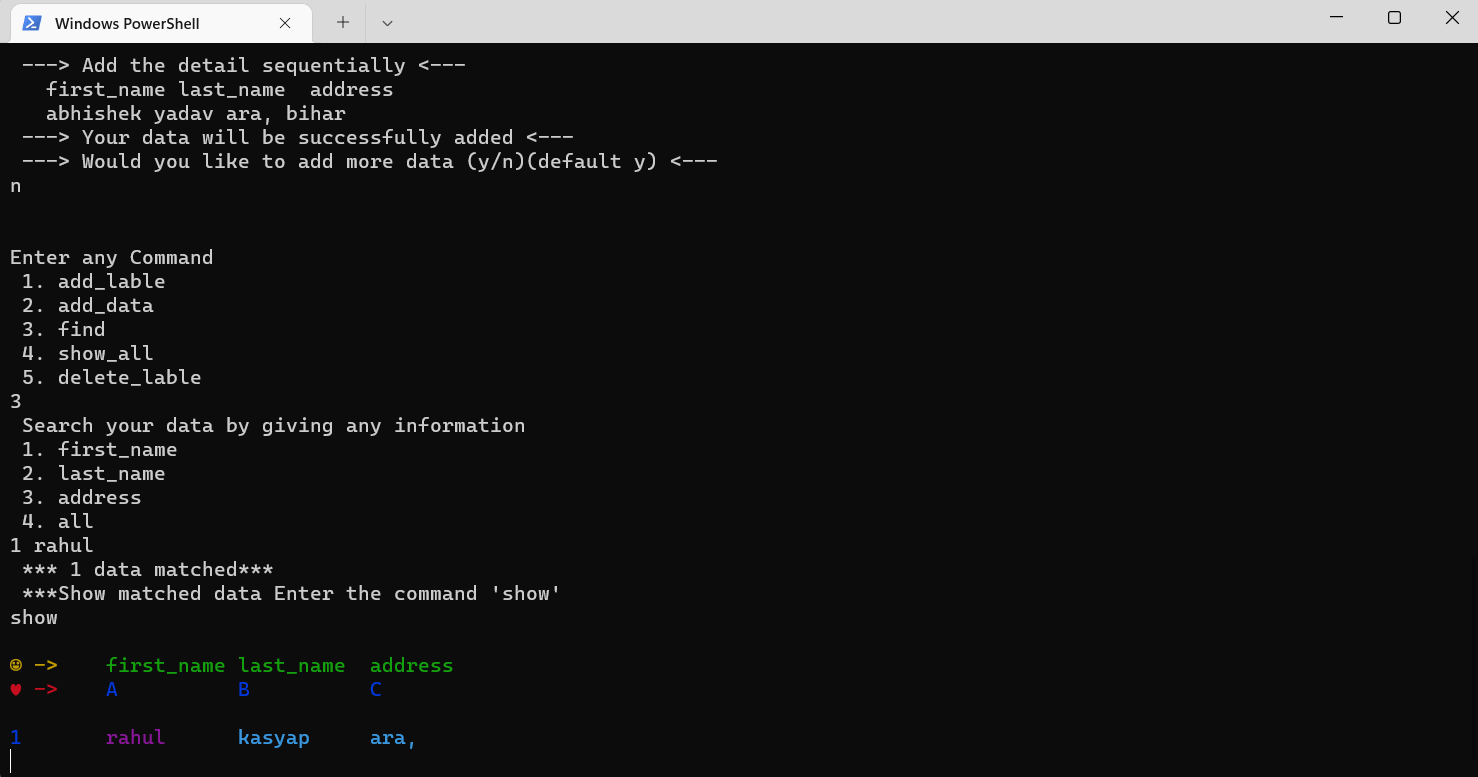 Windows PowerShell
---> Add the detail sequentially <---
first_name last_name  address
abhishek yadav ara, bihar
---> Your data will be successfully added <---
---> Would you like to add more data (y/n)(default y) <---
n
Enter any Command
1. add_lable
2. add_data
3. find
4. show_all
5. delete_lable
3
Search your data by giving any information
1. first_name
2. last_name
3. address
4. all
1 rahul
*** 1 data matched***
***Show matched data Enter the command 'show'
show
☺ ->    first_name last_name  address
♥ ->    A          B          C
1       rahul      kasyap     ara,